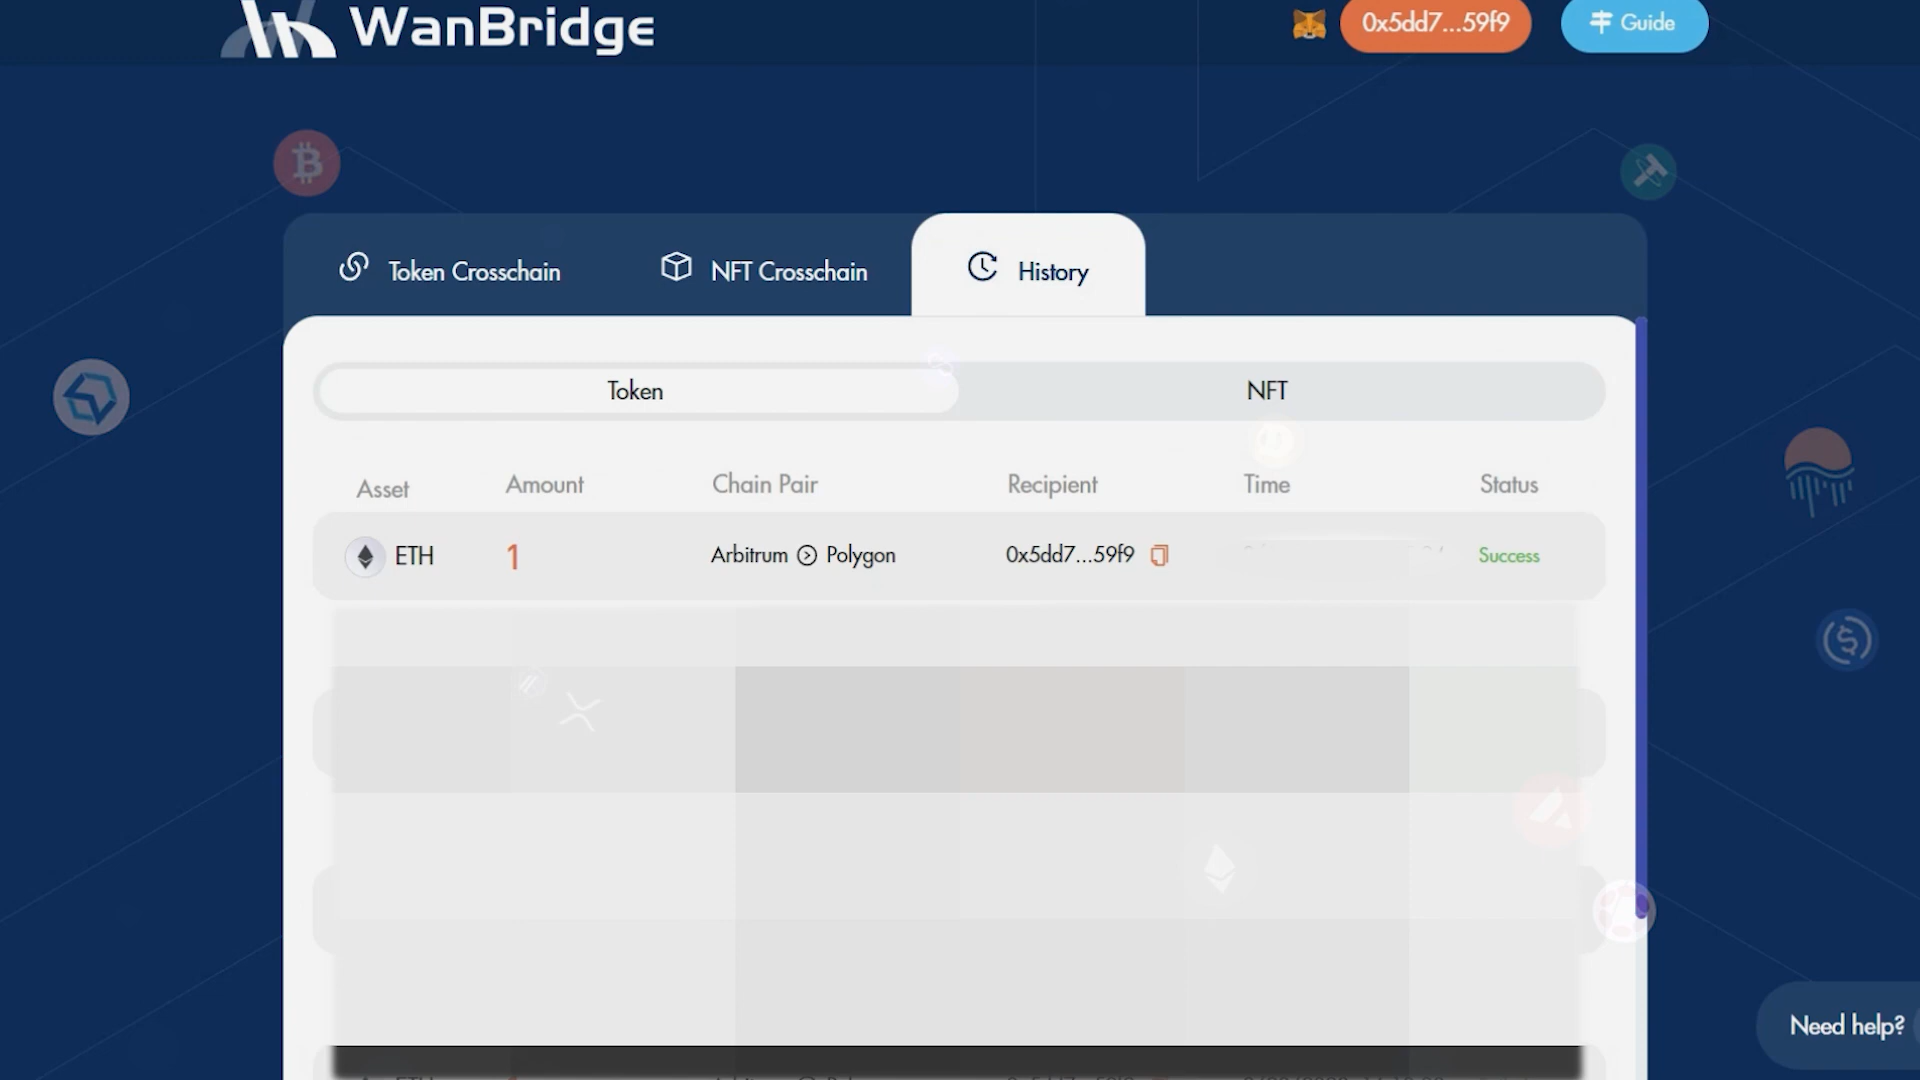 WanBridge
0x5dd7...59f9
Guide
Token Crosschain
NFT Crosschain
History
Token
NFT
Asset
Amount
Chain Pair
Recipient
Time
Status
ETH
1
Arbitrum
Polygon
0x5dd7...59f9
Success
Need help?